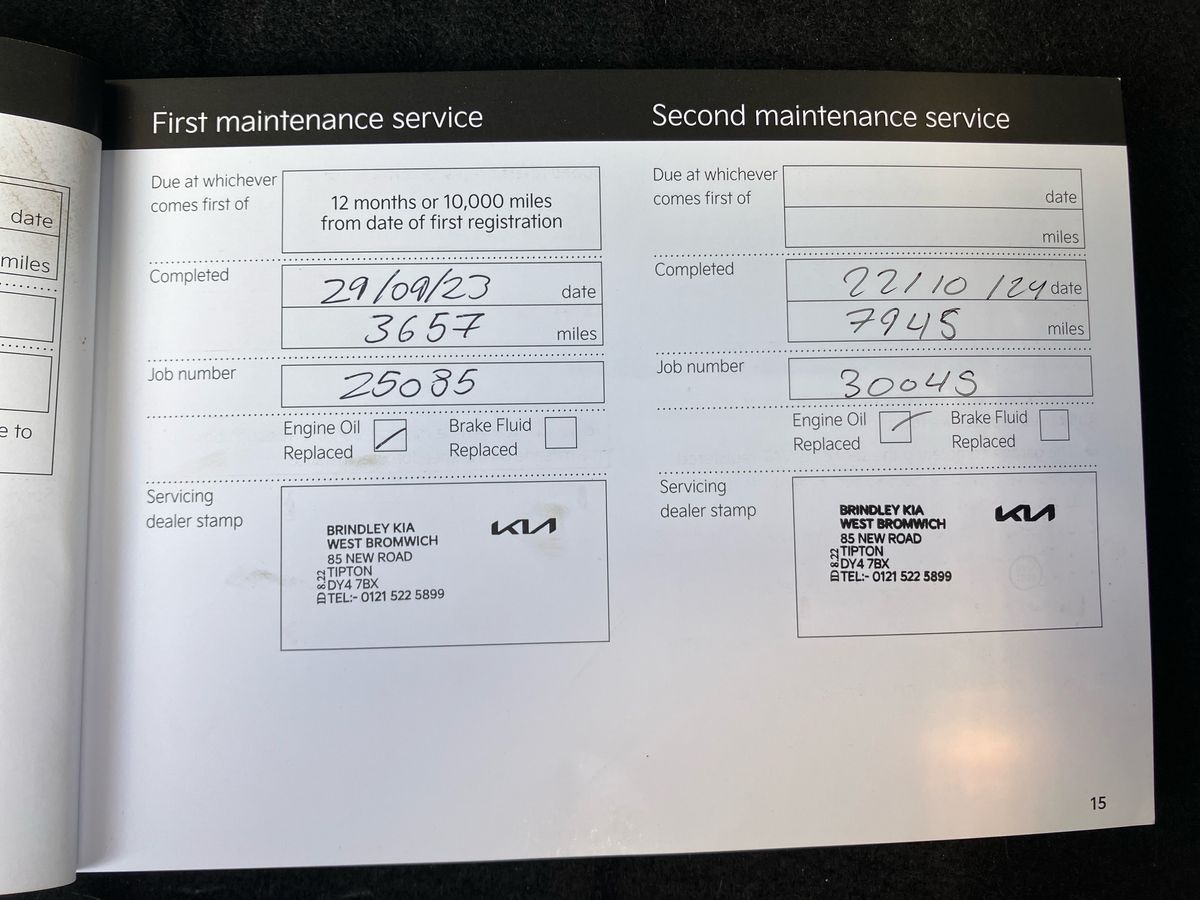 date
miles
e to
First maintenance service
Due at whichever
comes first of
12 months or 10,000 miles
from date of first registration
Completed
29/09/23 date
3657 miles
Job number
25085
Engine Oil
Replaced
Brake Fluid
Replaced
Servicing
dealer stamp
BRINDLEY KIA
WEST BROMWICH
85 NEW ROAD
TIPTON
DY4 7BX
TEL:- 0121 522 5899
ID 8.22
KIA
Second maintenance service
Due at whichever
comes first of
date
miles
Completed
22/10/24 date
7945 miles
Job number
30045
Engine Oil
Replaced
Brake Fluid
Replaced
Servicing
dealer stamp
BRINDLEY KIA
WEST BROMWICH
85 NEW ROAD
TIPTON
DY4 7BX
TEL:- 0121 522 5899
ID 8.22
KIA
15